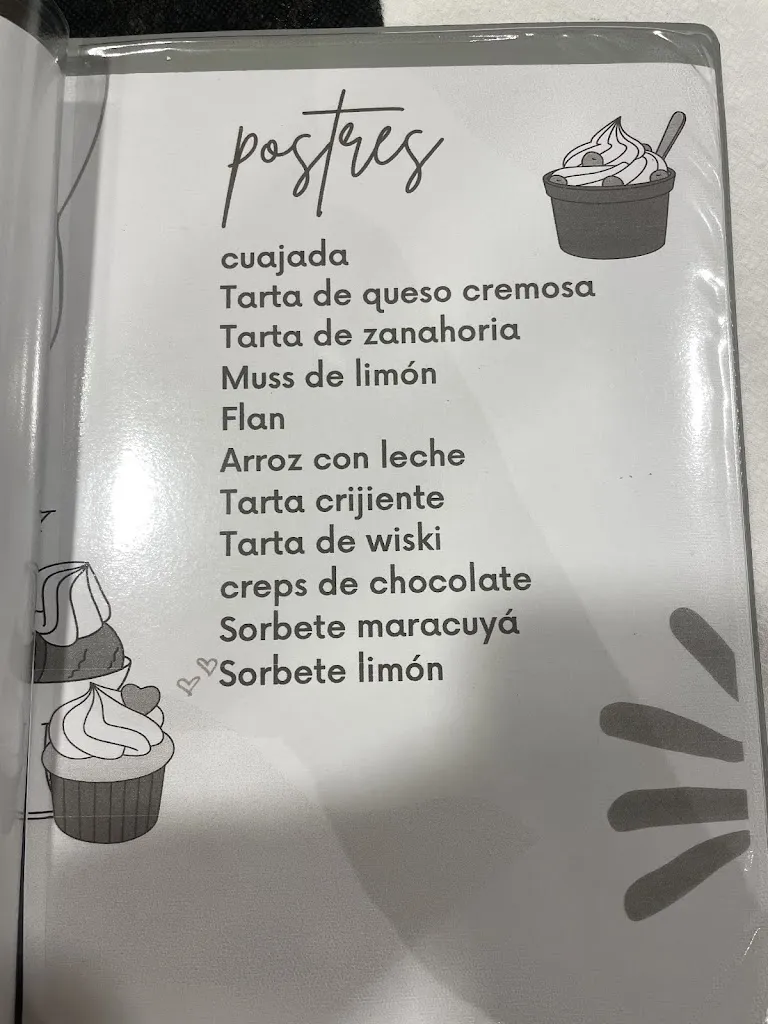 postres
cuajada
Tarta de queso cremosa
Tarta de zanahoria
Muss de limón
Flan
Arroz con leche
Tarta crijiente
Tarta de wiski
creps de chocolate
Sorbete maracuyá
Sorbete limón